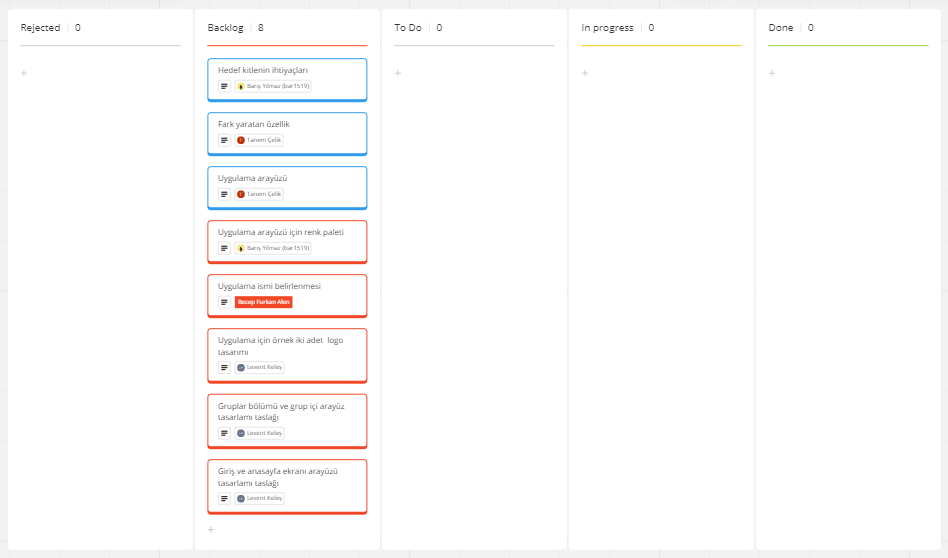 Rejected | 0
Backlog | 8
Hedef kitlenin ihtiyaçları
Barış Yılmaz (bar1519)
Fark yaratan özellik
Tanem Çelik
Uygulama arayüzü
Tanem Çelik
Uygulama arayüzü için renk paleti
Barış Yılmaz (bar1519)
Uygulama ismi belirlenmesi
Recep Furkan Akın
Uygulama için örnek iki adet logo
tasarımı
Levent Keleş
Gruplar bölümü ve grup içi arayüz
tasarlamı taslağı
Levent Keleş
Giriş ve anasayfa ekranı arayüzü
tasarlamı taslağı
Levent Keleş
+
To Do | 0
+
In progress | 0
+
Done | 0
+